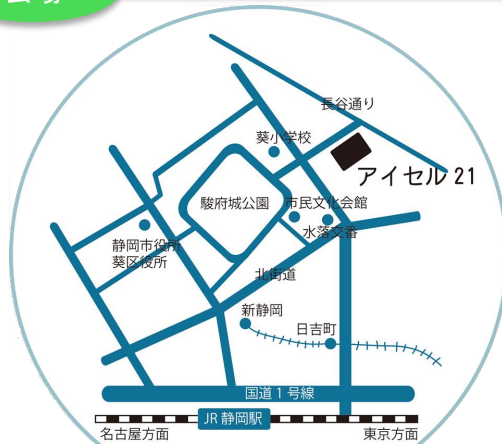 会場
長谷通り
葵小学校
アイセル 21
駿府城公園
市民文化会館
水落交番
静岡市役所
葵区役所
北街道
新静岡
日吉町
国道 1 号線
JR 静岡駅
名古屋方面
東京方面